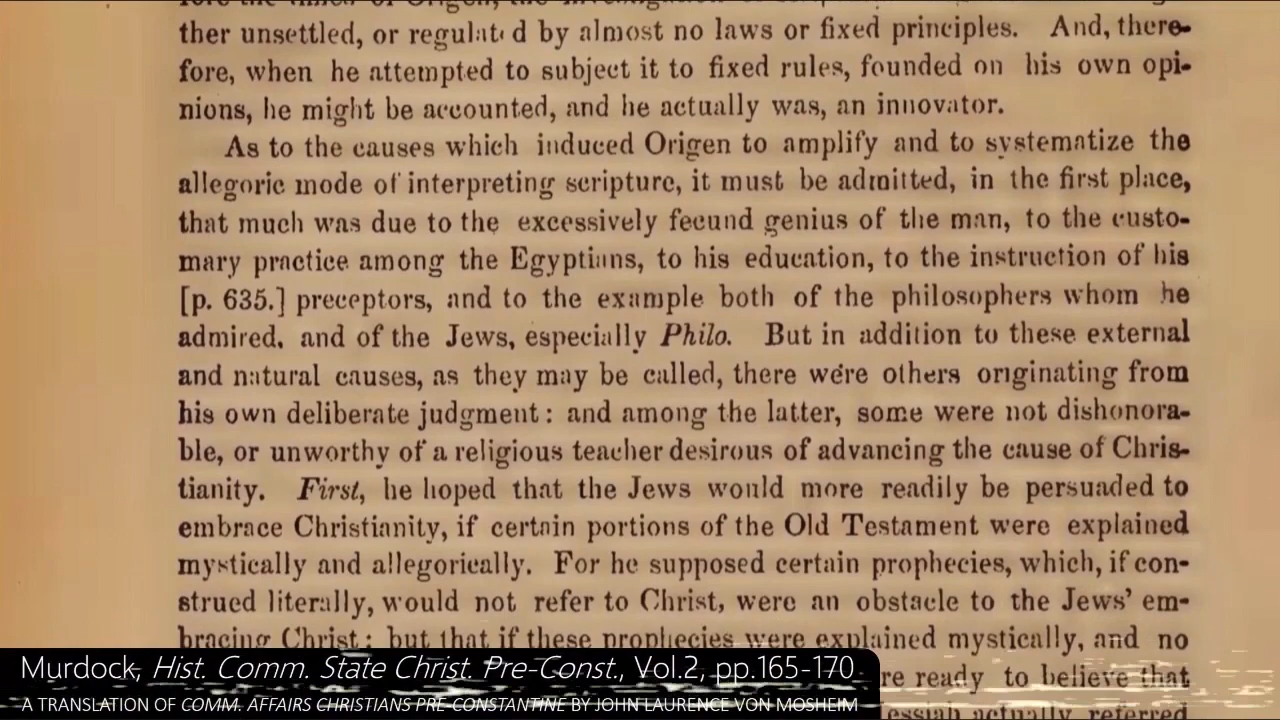 ther unsettled, or regulated by almost no laws or fixed principles. And, there-
fore, when he attempted to subject it to fixed rules, founded on his own opi-
nions, he might be accounted, and he actually was, an innovator.
As to the causes which induced Origen to amplify and to systematize the
allegoric mode of interpreting scripture, it must be admitted, in the first place,
that much was due to the excessively fecund genius of the man, to the custo-
mary practice among the Egyptians, to his education, to the instruction of his
[p. 635.] preceptors, and to the example both of the philosophers whom he
admired, and of the Jews, especially Philo. But in addition to these external
and natural causes, as they may be called, there were others originating from
his own deliberate judgment: and among the latter, some were not dishonora-
ble, or unworthy of a religious teacher desirous of advancing the cause of Chris-
tianity. First, he hoped that the Jews would more readily be persuaded to
embrace Christianity, if certain portions of the Old Testament were explained
mystically and allegorically. For he supposed certain prophecies, which, if con-
strued literally, would not refer to Christ, were an obstacle to the Jews' em-
bracing Christ: but that if these prophecies were explained mystically, and no
re ready to believe that
essiah actually referred
Murdock, Hist. Comm. State Christ. Pre-Const., Vol.2, pp.165-170
A TRANSLATION OF COMM. AFFAIRS CHRISTIANS PRE-CONSTANTINE BY JOHN LAURENCE VON MOSHEIM